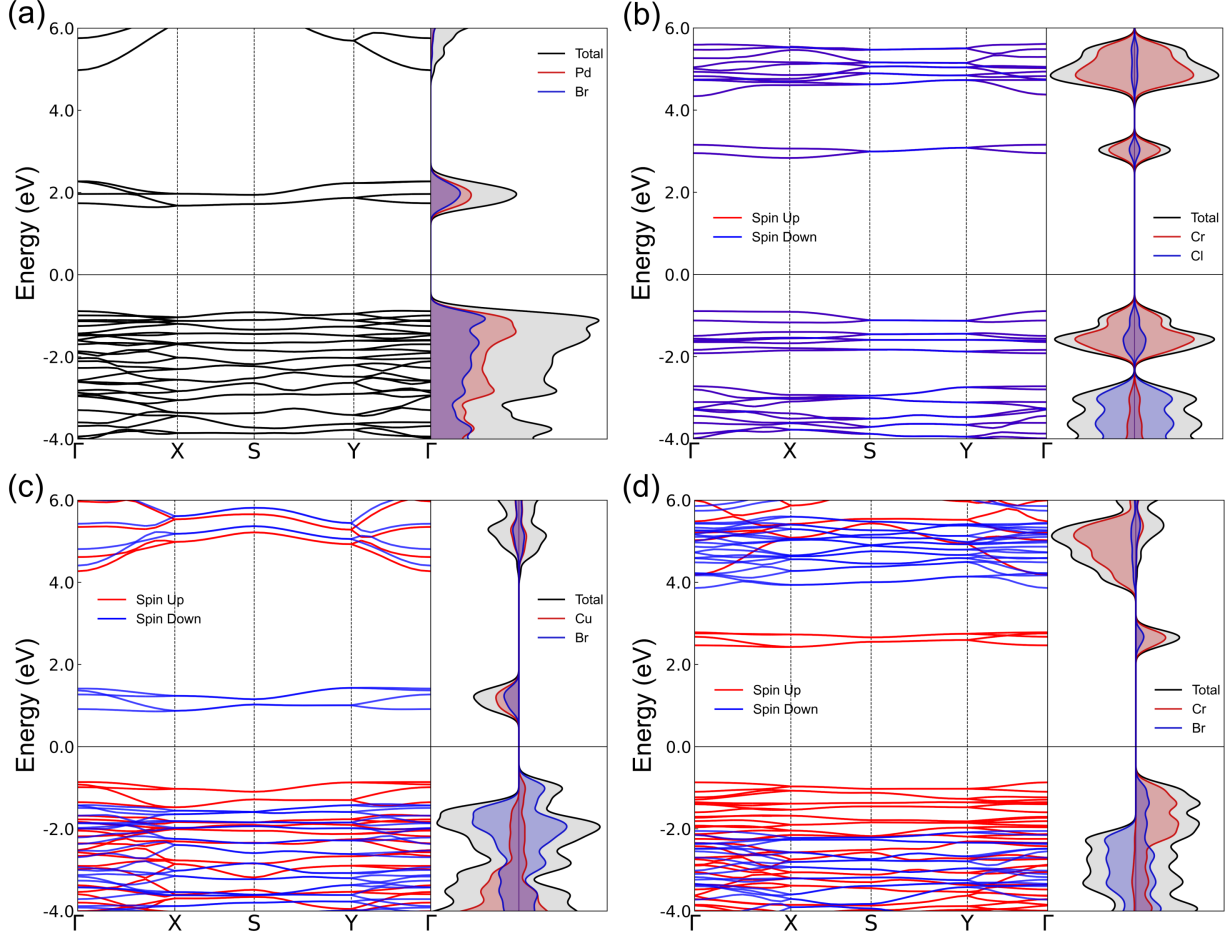 (a)
6.0
4.0
2.0
0.0
-2.0
-4.0
Energy (eV)
Total
Pd
Br
Γ X S Y Γ
(b)
6.0
4.0
2.0
0.0
-2.0
-4.0
Energy (eV)
Spin Up
Spin Down
Total
Cr
Cl
Γ X S Y Γ
(c)
6.0
4.0
2.0
0.0
-2.0
-4.0
Energy (eV)
Spin Up
Spin Down
Total
Cu
Br
Γ X S Y Γ
(d)
6.0
4.0
2.0
0.0
-2.0
-4.0
Energy (eV)
Spin Up
Spin Down
Total
Cr
Br
Γ X S Y Γ